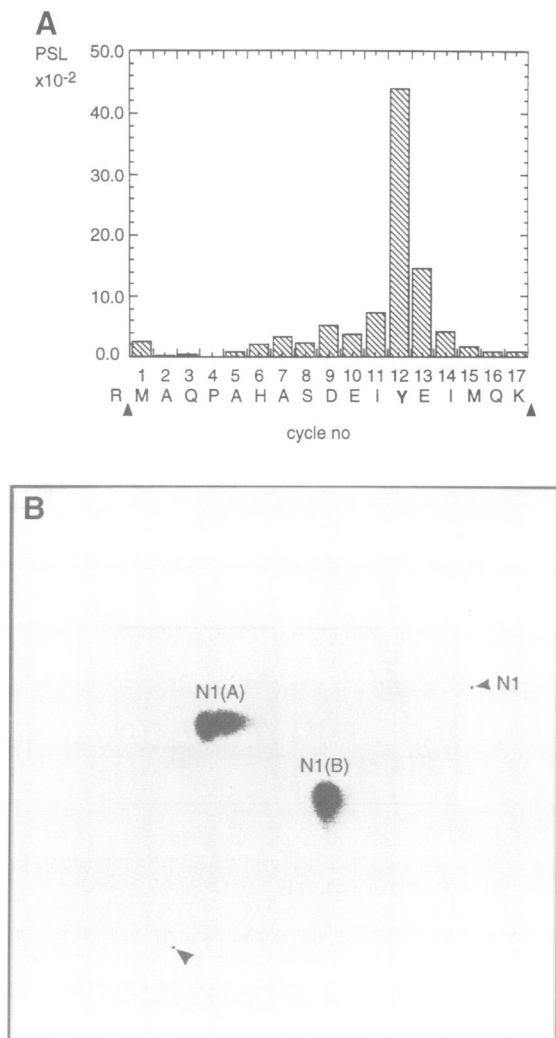 A
PSL
x10-2
50.0
40.0
30.0
20.0
10.0
0.0
1 2 3 4 5 6 7 8 9 10 11 12 13 14 15 16 17
R M A Q P A H A S D E I Y E I M Q K
cycle no
B
N1(A)
N1
N1(B)